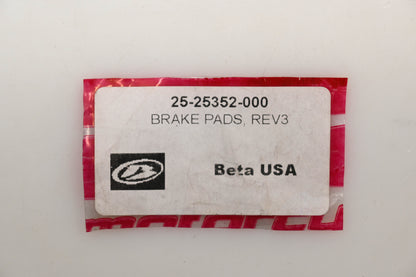 25-25352-000
BRAKE PADS, REV3
Beta USA